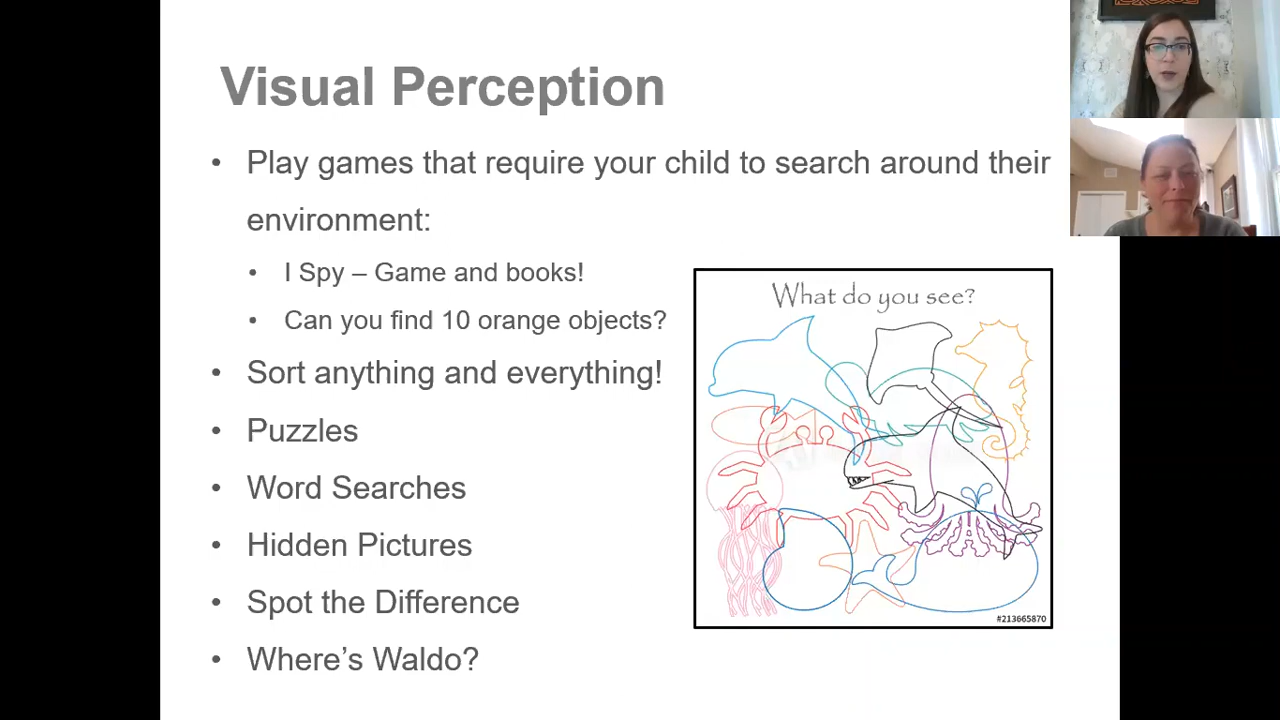 Visual Perception
• Play games that require your child to search around their
environment:
• I Spy – Game and books!
• Can you find 10 orange objects?
• Sort anything and everything!
• Puzzles
• Word Searches
• Hidden Pictures
• Spot the Difference
• Where’s Waldo?
What do you see?
#213665870